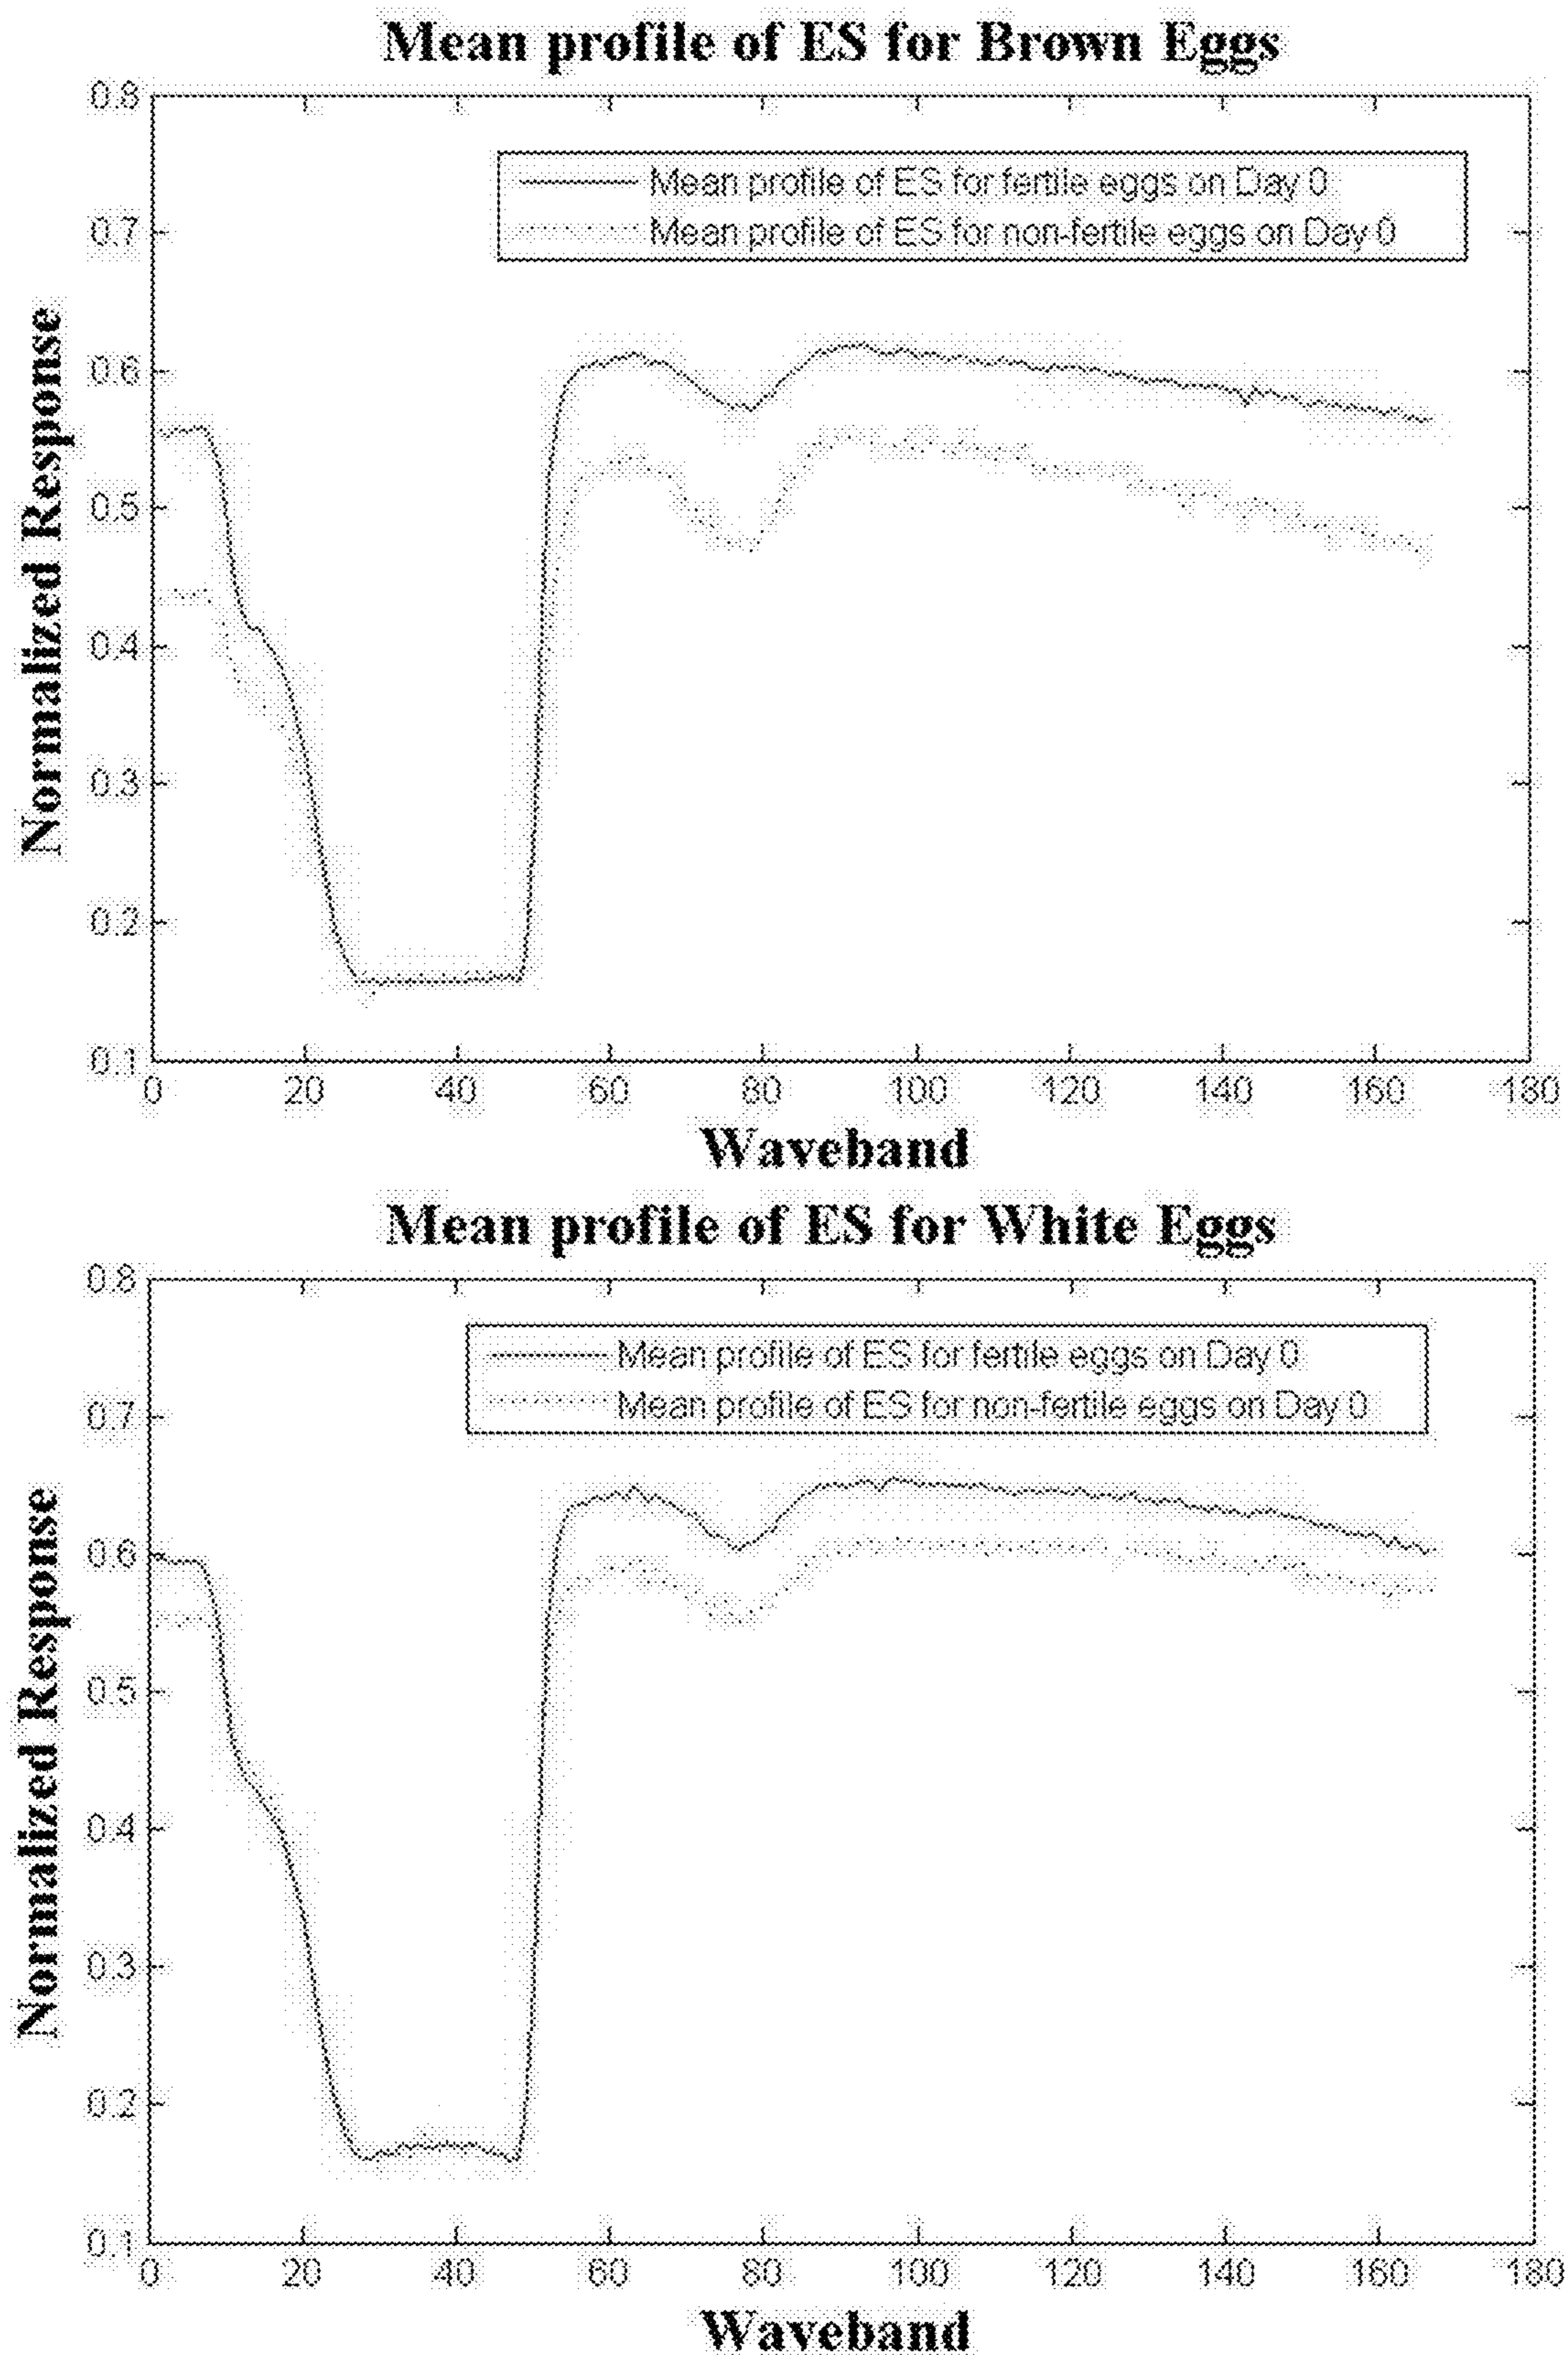 Mean profile of ES for Brown Eggs
0.8
0.7
0.6
0.5
0.4
0.3
0.2
0.1
Normalized Response
Mean profile of ES for fertile eggs on Day 0
Mean profile of ES for non-fertile eggs on Day 0
0 20 40 60 80 100 120 140 160 180
Waveband
Mean profile of ES for White Eggs
0.8
0.7
0.6
0.5
0.4
0.3
0.2
0.1
Normalized Response
Mean profile of ES for fertile eggs on Day 0
Mean profile of ES for non-fertile eggs on Day 0
0 20 40 60 80 100 120 140 160 180
Waveband